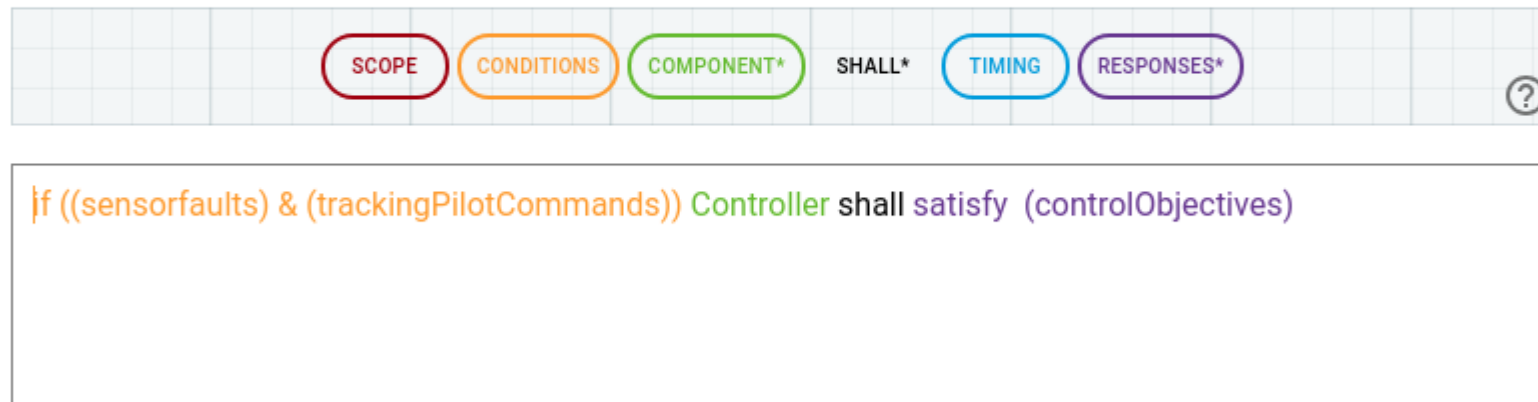 SCOPE CONDITIONS COMPONENT* SHALL* TIMING RESPONSES*
?
if ((sensorfaults) & (trackingPilotCommands)) Controller shall satisfy (controlObjectives)